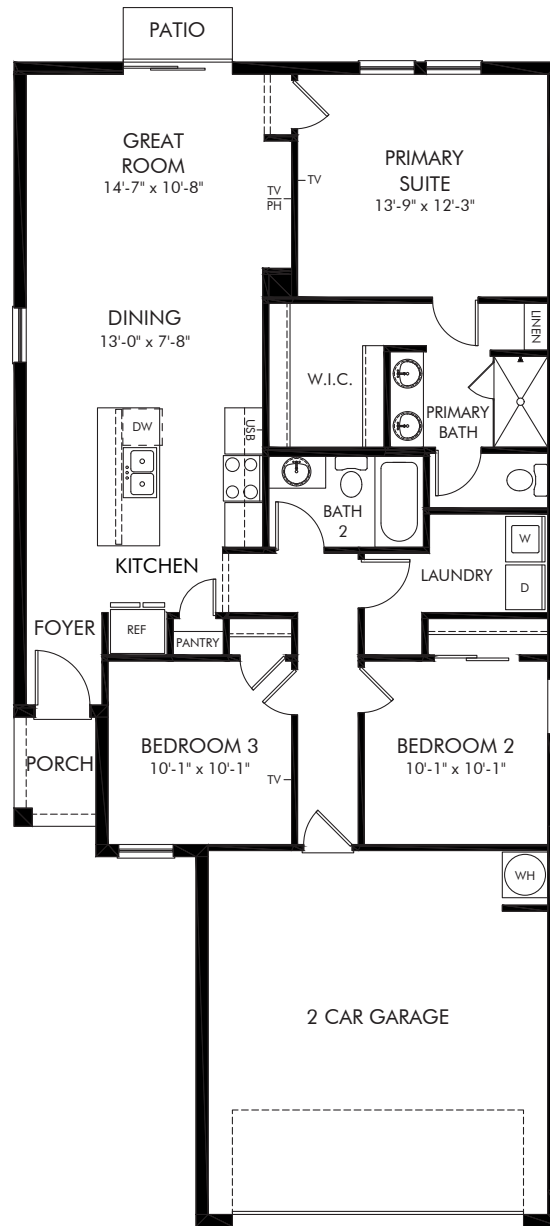 PATIO
GREAT
ROOM
14'-7" x 10'-8"
TV
PH
TV
PRIMARY
SUITE
13'-9" x 12'-3"
DINING
13'-0" x 7'-8"
W.I.C.
LINEN
PRIMARY
BATH
DW
USB
BATH
2
KITCHEN
LAUNDRY
W
D
FOYER
REF
PANTRY
PORCH
BEDROOM 3
10'-1" x 10'-1"
TV
BEDROOM 2
10'-1" x 10'-1"
WH
2 CAR GARAGE